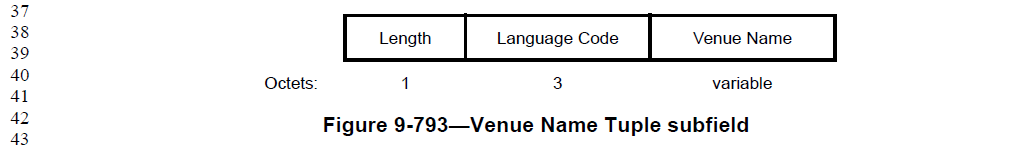 37
38 Length Language Code Venue Name
39
40 Octets: 1 3 variable
41
42 Figure 9-793—Venue Name Tuple subfield
43